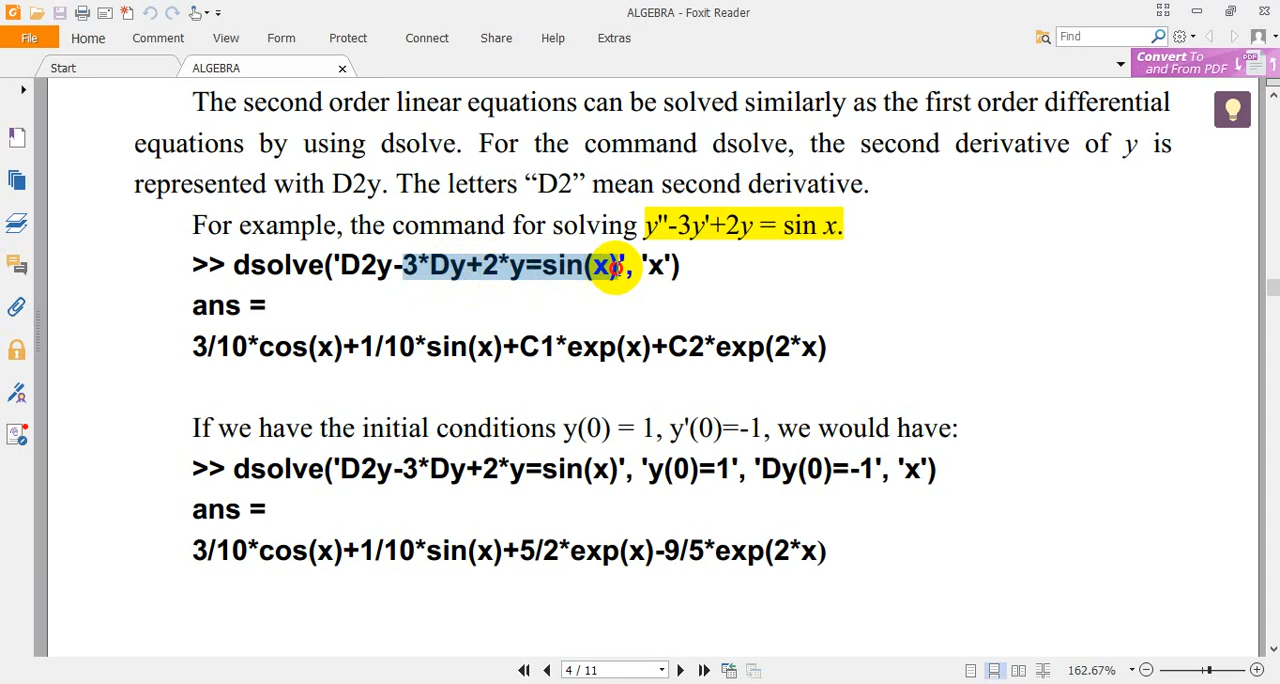 ALGEBRA - Foxit Reader
File Home Comment View Form Protect Connect Share Help Extras Find
Start ALGEBRA Convert To and From PDF PDF
The second order linear equations can be solved similarly as the first order differential
equations by using dsolve. For the command dsolve, the second derivative of y is
represented with D2y. The letters “D2” mean second derivative.
For example, the command for solving y''-3y'+2y = sin x.
>> dsolve('D2y-3*Dy+2*y=sin(x)', 'x')
ans =
3/10*cos(x)+1/10*sin(x)+C1*exp(x)+C2*exp(2*x)
If we have the initial conditions y(0) = 1, y'(0)=-1, we would have:
>> dsolve('D2y-3*Dy+2*y=sin(x)', 'y(0)=1', 'Dy(0)=-1', 'x')
ans =
3/10*cos(x)+1/10*sin(x)+5/2*exp(x)-9/5*exp(2*x)
4 / 11 162.67%